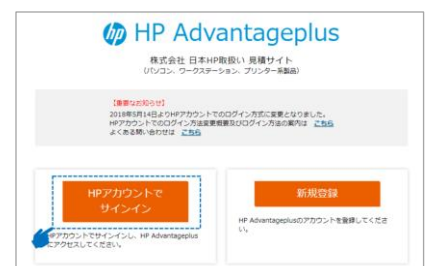 hp HP Advantageplus
株式会社 日本HP取扱い 見積サイト
(パソコン、ワークステーション、プリンター系製品)
【重要なお知らせ】
2018年5月14日よりHPアカウントでのログイン方式に変更となりました。
HPアカウントでのログイン方法変更概要及びログイン方法の案内は こちら
よくある問い合わせは こちら
HPアカウントで
サインイン
HPアカウントでサインインし、HP Advantageplus
にアクセスしてください。
新規登録
HP Advantageplusのアカウントを登録してくださ
い。